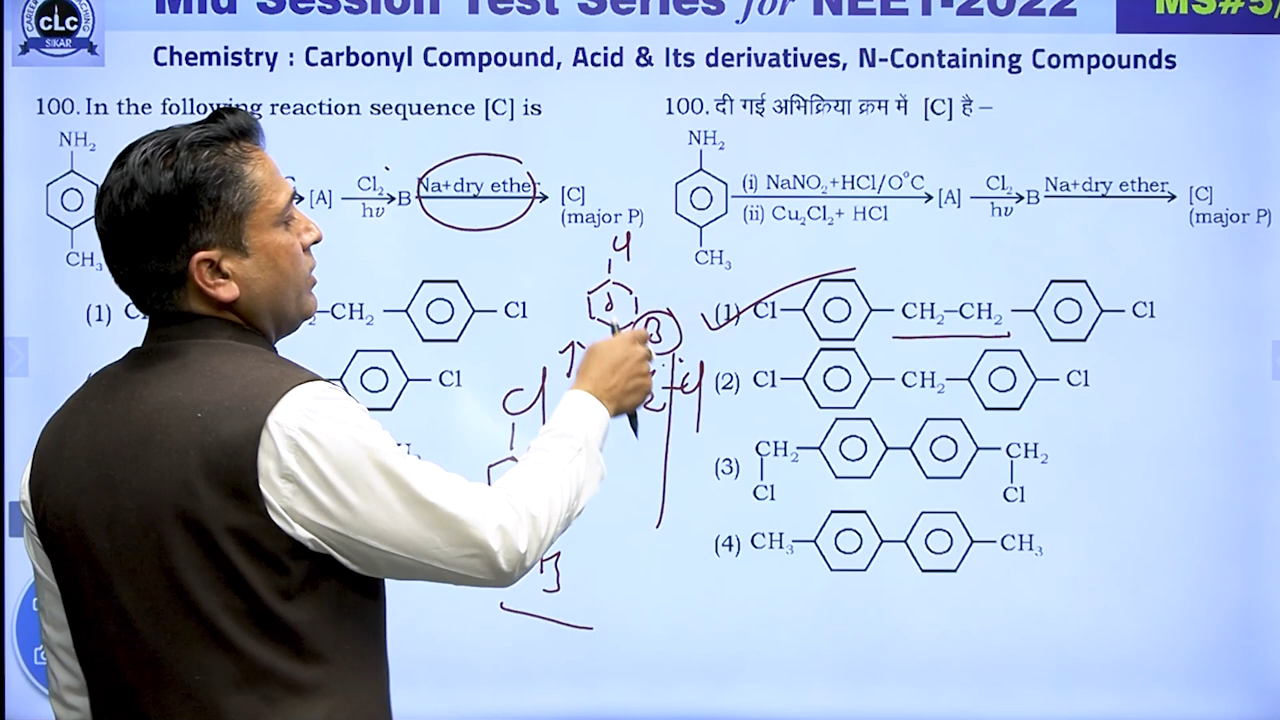 Mid Session Test Series for NEET-2022
MS#5/
CLC
SIKAR
Chemistry : Carbonyl Compound, Acid & Its derivatives, N-Containing Compounds
100. In the following reaction sequence [C] is
NH₂
[A] Cl₂ hν B Na+dry ether [C]
(major P)
CH₃
(1) –CH₂ Cl
Cl
100. दी गई अभिक्रिया क्रम में [C] है –
NH₂
(i) NaNO₂+HCl/O°C
(ii) Cu₂Cl₂+ HCl
[A] Cl₂ hν B Na+dry ether [C]
(major P)
CH₃
(1) Cl CH₂–CH₂ Cl
(2) Cl CH₂ Cl
(3) CH₂ CH₂
Cl Cl
(4) CH₃ CH₃